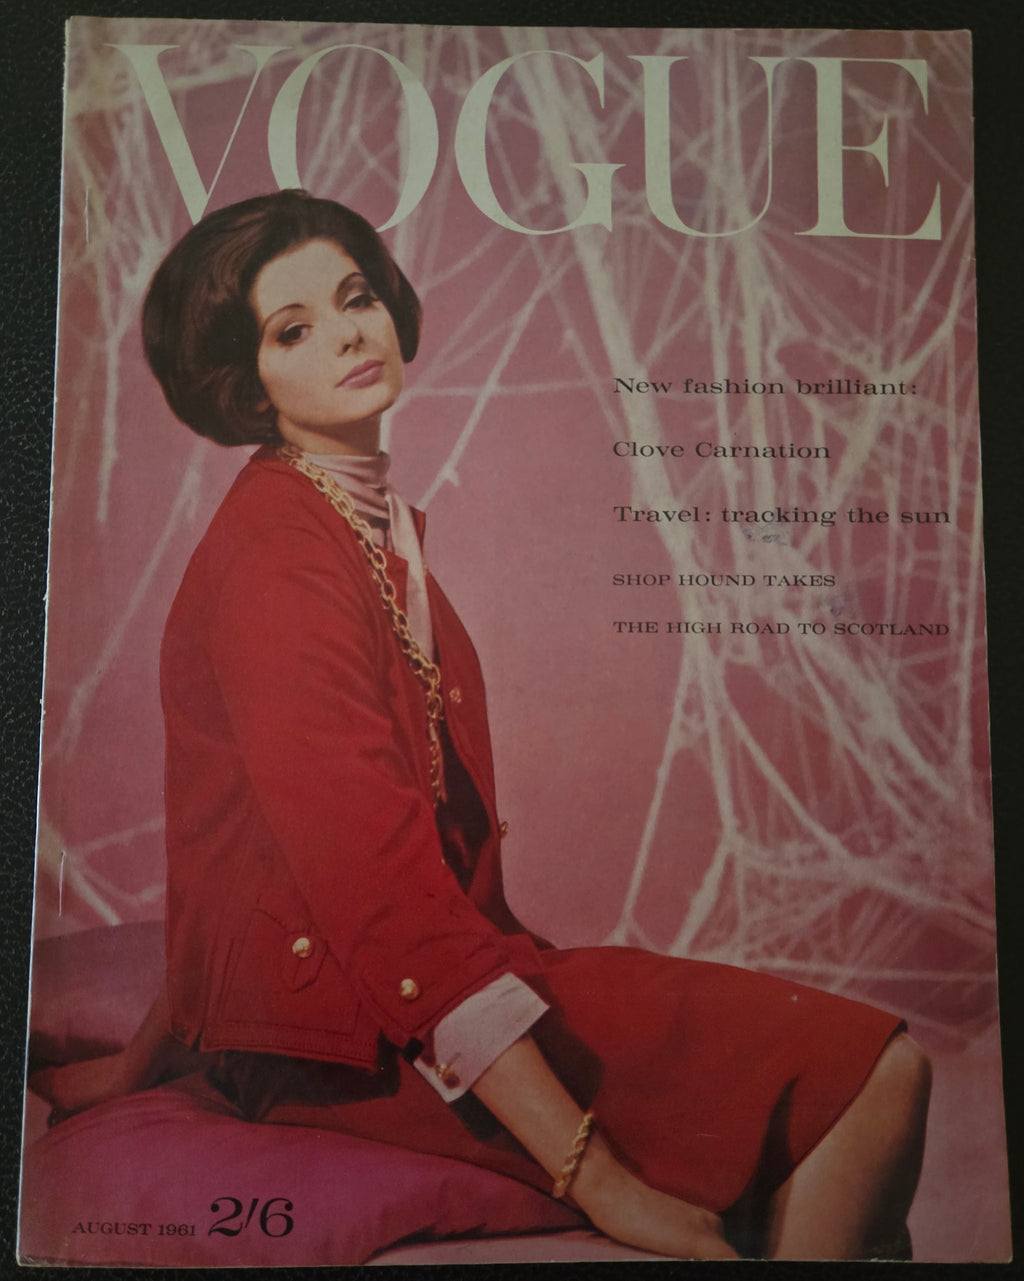 VOGUE
New fashion brilliant:
Clove Carnation
Travel: tracking the sun
SHOP HOUND TAKES
THE HIGH ROAD TO SCOTLAND
AUGUST 1961 2/6